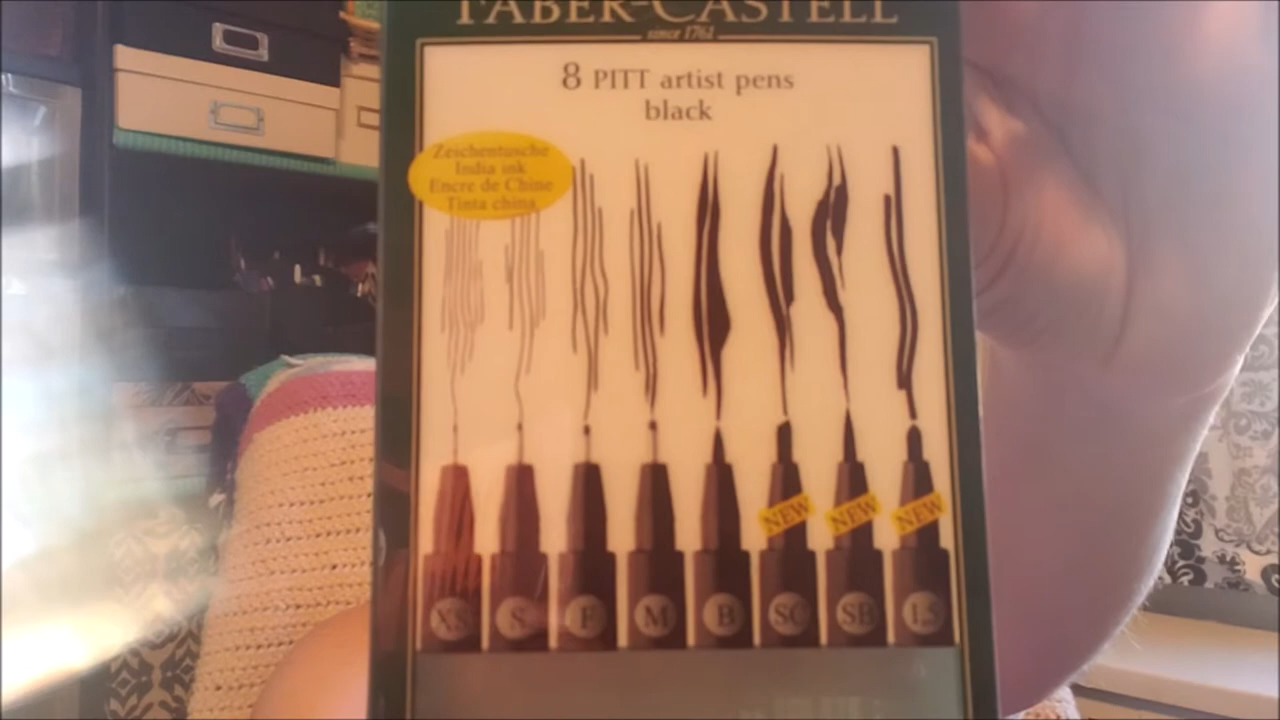 FABER-CASTELL
since 1761
8 PITT artist pens
black
Zeichentusche
India ink
Encre de Chine
Tinta china
NEW NEW NEW
XS S F M B SC SB 1.5